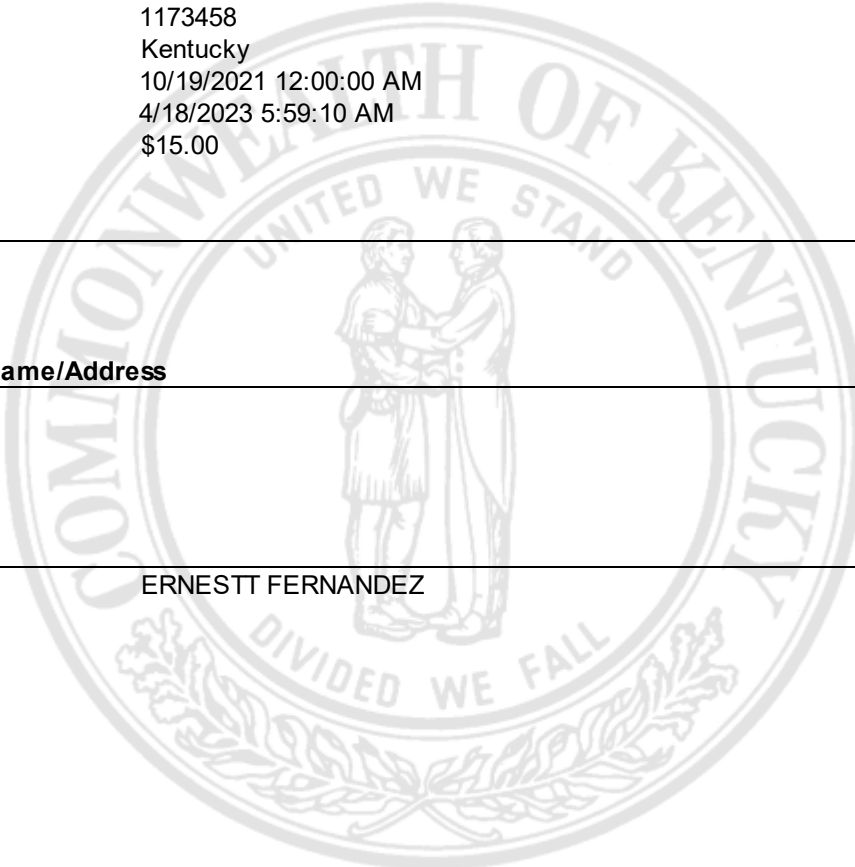 1173458
Kentucky
10/19/2021 12:00:00 AM
4/18/2023 5:59:10 AM
$15.00
COMMONWEALTH OF KENTUCKY
UNITED WE STAND
ame/Address
ERNESTT FERNANDEZ
DIVIDED WE FALL